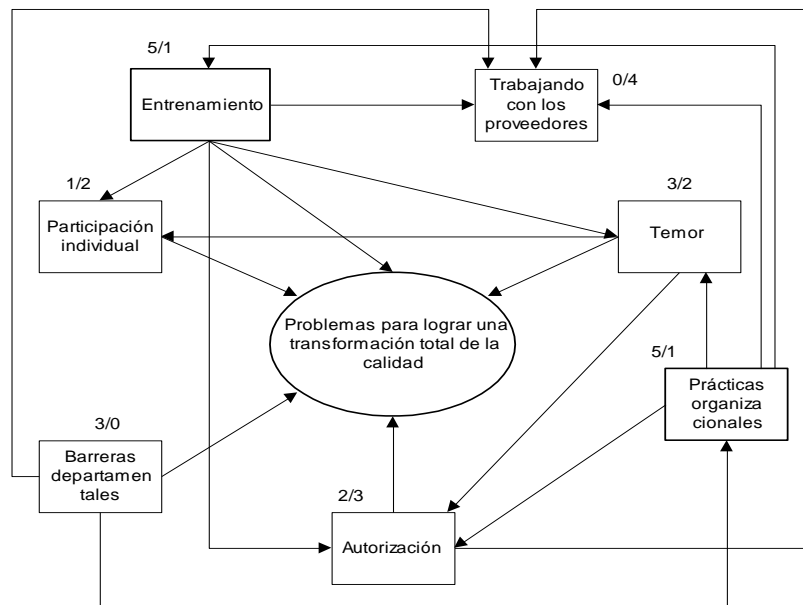 5/1
Entrenamiento
Trabajando
con los
proveedores
0/4
1/2
Participación
individual
3/2
Temor
Problemas para lograr una
transformación total de la
calidad
5/1
Prácticas
organiza
cionales
3/0
Barreras
departamen
tales
2/3
Autorización